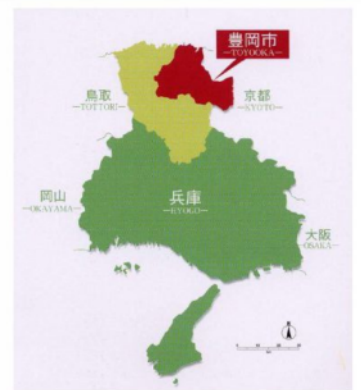 豊岡市
—TOYOOKA—
鳥取
—TOTTORI—
京都
—KYOTO—
岡山
—OKAYAMA—
兵庫
—HYOGO—
大阪
—OSAKA—